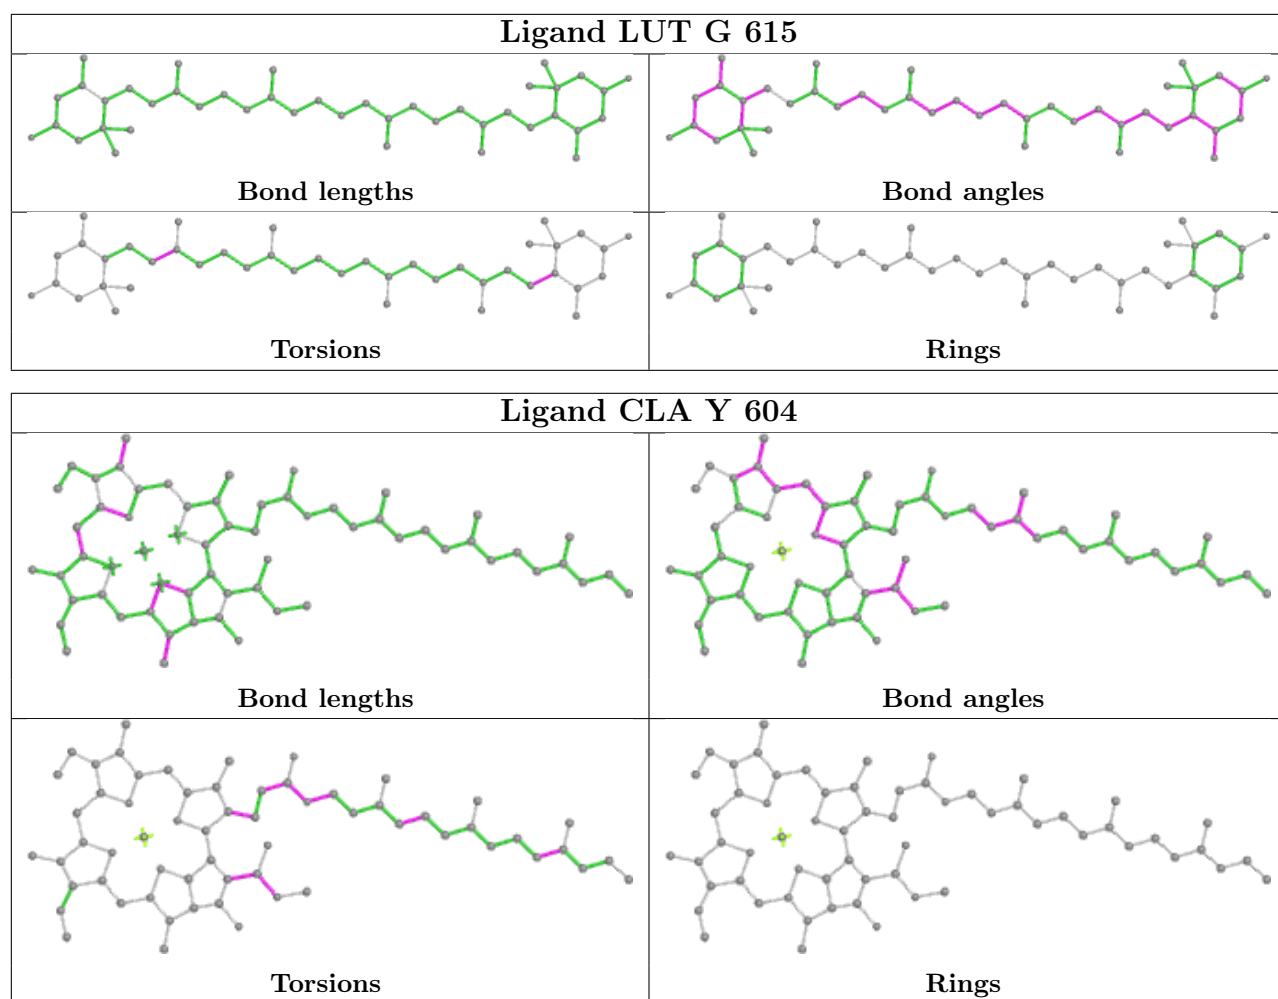 Ligand LUT G 615
Bond lengths
Bond angles
Torsions
Rings
Ligand CLA Y 604
Bond lengths
Bond angles
Torsions
Rings